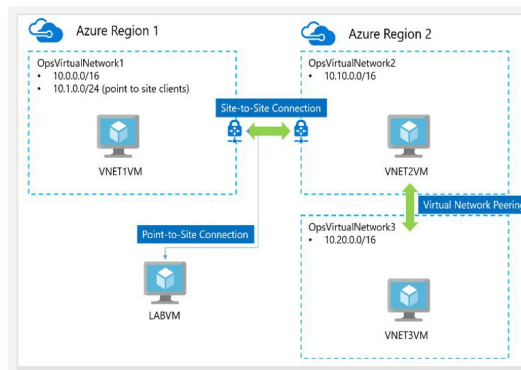 Azure Region 1
OpsVirtualNetwork1
• 10.0.0.0/16
• 10.1.0.0/24 (point to site clients)
VNET1VM
Site-to-Site Connection
Point-to-Site Connection
LABVM
Azure Region 2
OpsVirtualNetwork2
• 10.10.0.0/16
VNET2VM
Virtual Network Peering
OpsVirtualNetwork3
• 10.20.0.0/16
VNET3VM